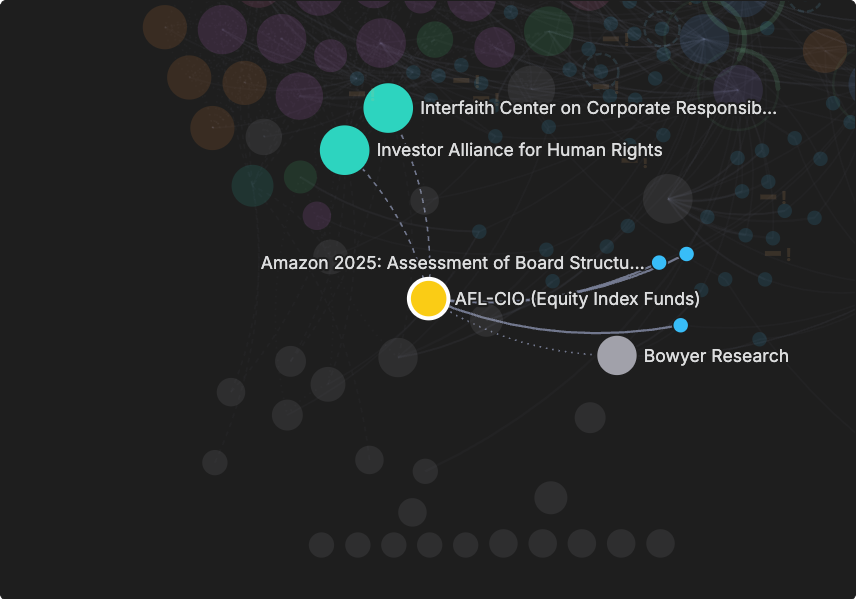 Interfaith Center on Corporate Responsib...
Investor Alliance for Human Rights
Amazon 2025: Assessment of Board Structu...
AFL-CIO (Equity Index Funds)
Bowyer Research